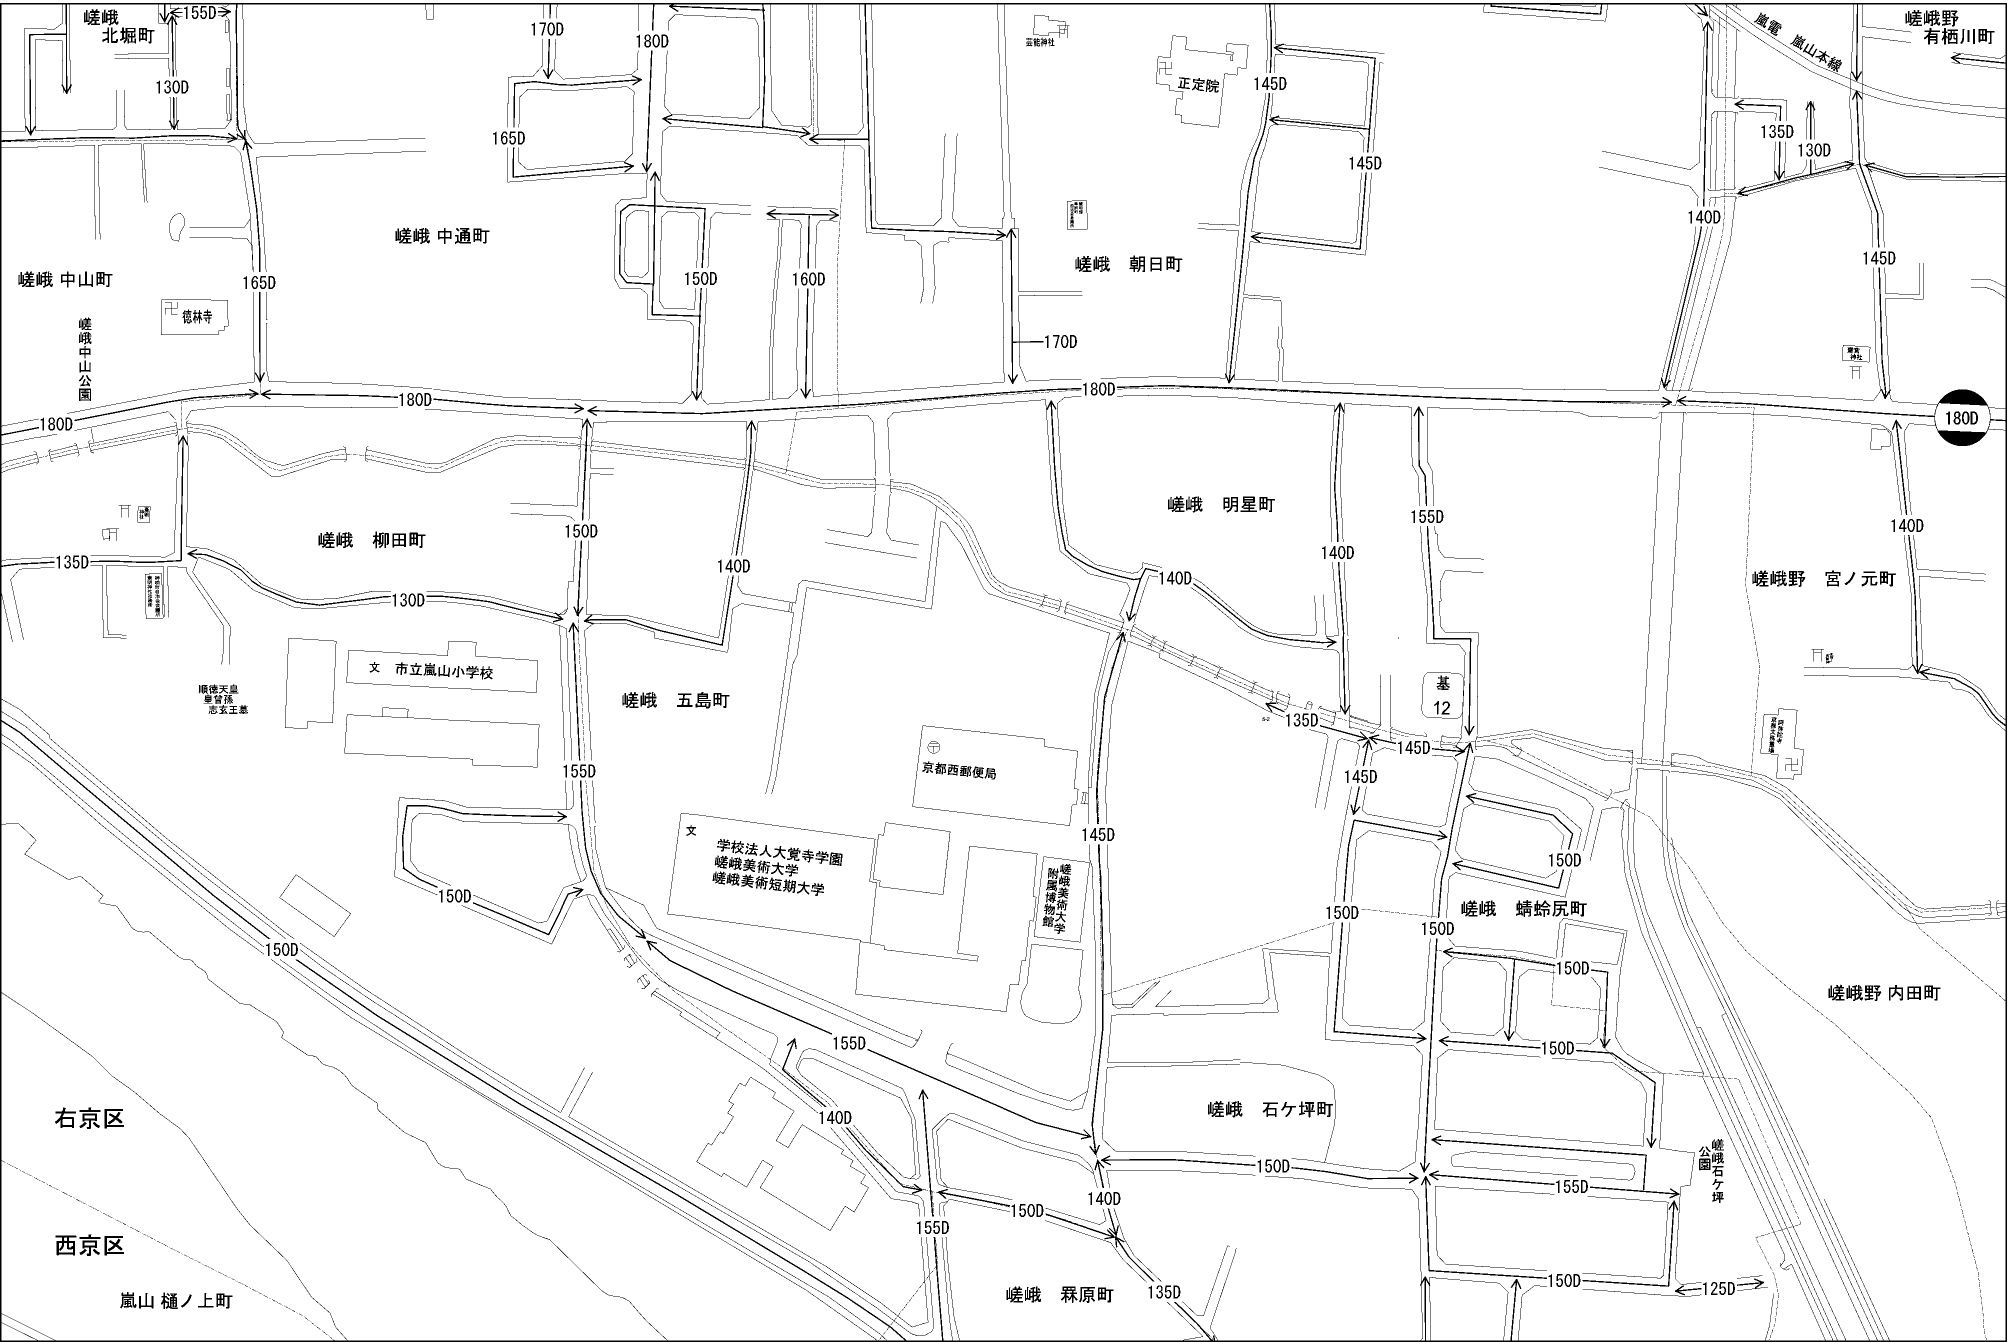 嵯峨
北堀町
155D
130D
170D
180D
165D
芸能神社
正定院
145D
145D
嵐電 嵐山本線
嵯峨野
有栖川町
135D
130D
140D
145D
嵯峨 中通町
嵯峨 中山町
165D
徳林寺
嵯峨中山公園
150D
160D
嵯峨 朝日町
170D
180D
180D
180D
180D
嵯峨 柳田町
150D
140D
135D
130D
嵯峨 明星町
140D
140D
155D
140D
嵯峨野 宮ノ元町
文 市立嵐山小学校
順徳天皇
皇曾孫
志玄王墓
嵯峨 五島町
155D
京都西郵便局
基
12
135D
145D
145D
145D
文
学校法人大覚寺学園
嵯峨美術大学
嵯峨美術短期大学
嵯峨美術大学
附属博物館
150D
150D
150D
150D
150D
嵯峨 蜻蛉尻町
150D
150D
嵯峨野 内田町
155D
140D
嵯峨 石ケ坪町
150D
155D
嵯峨石ケ坪
公園
右京区
西京区
嵐山 樋ノ上町
155D
150D
140D
135D
嵯峨 罧原町
150D
125D